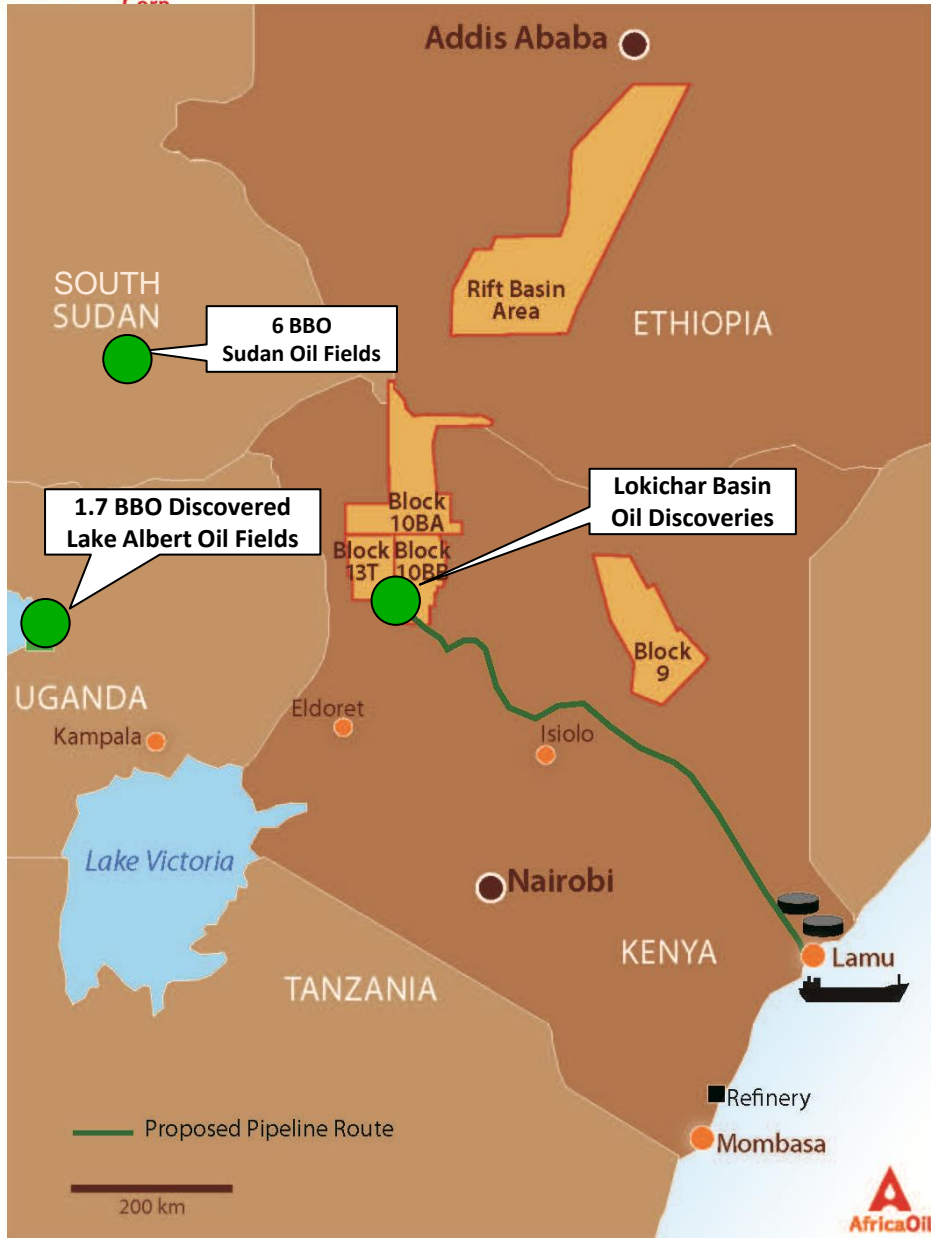 Corp
Addis Ababa
Rift Basin
Area
SOUTH
SUDAN
ETHIOPIA
6 BBO
Sudan Oil Fields
1.7 BBO Discovered
Lake Albert Oil Fields
Lokichar Basin
Oil Discoveries
Block
10BA
Block
13T
Block
10BB
Block
9
UGANDA
Kampala
Eldoret
Isiolo
Lake Victoria
Nairobi
KENYA
Lamu
TANZANIA
Refinery
Mombasa
Proposed Pipeline Route
200 km
AfricaOil